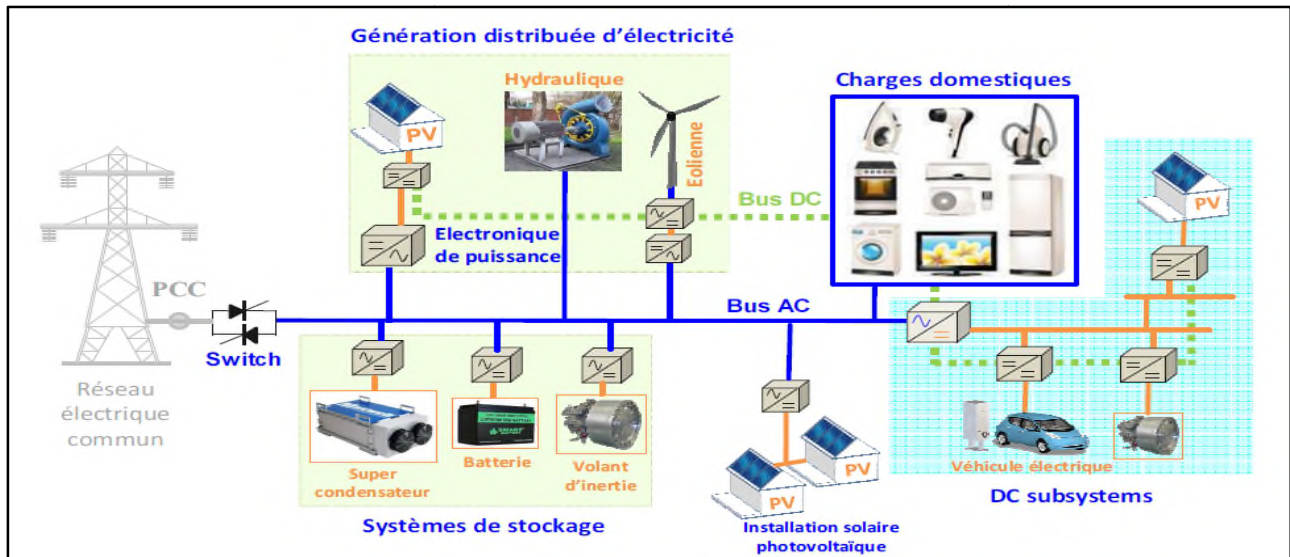 Génération distribuée d'électricité
Hydraulique
PV
Eolienne
Charges domestiques
PV
Bus DC
Electronique
de puissance
PCC
Switch
Bus AC
Réseau
électrique
commun
Super
condensateur
Batterie
Volant
d'inertie
Systèmes de stockage
PV
PV
Installation solaire
photovoltaïque
Véhicule électrique
DC subsystems